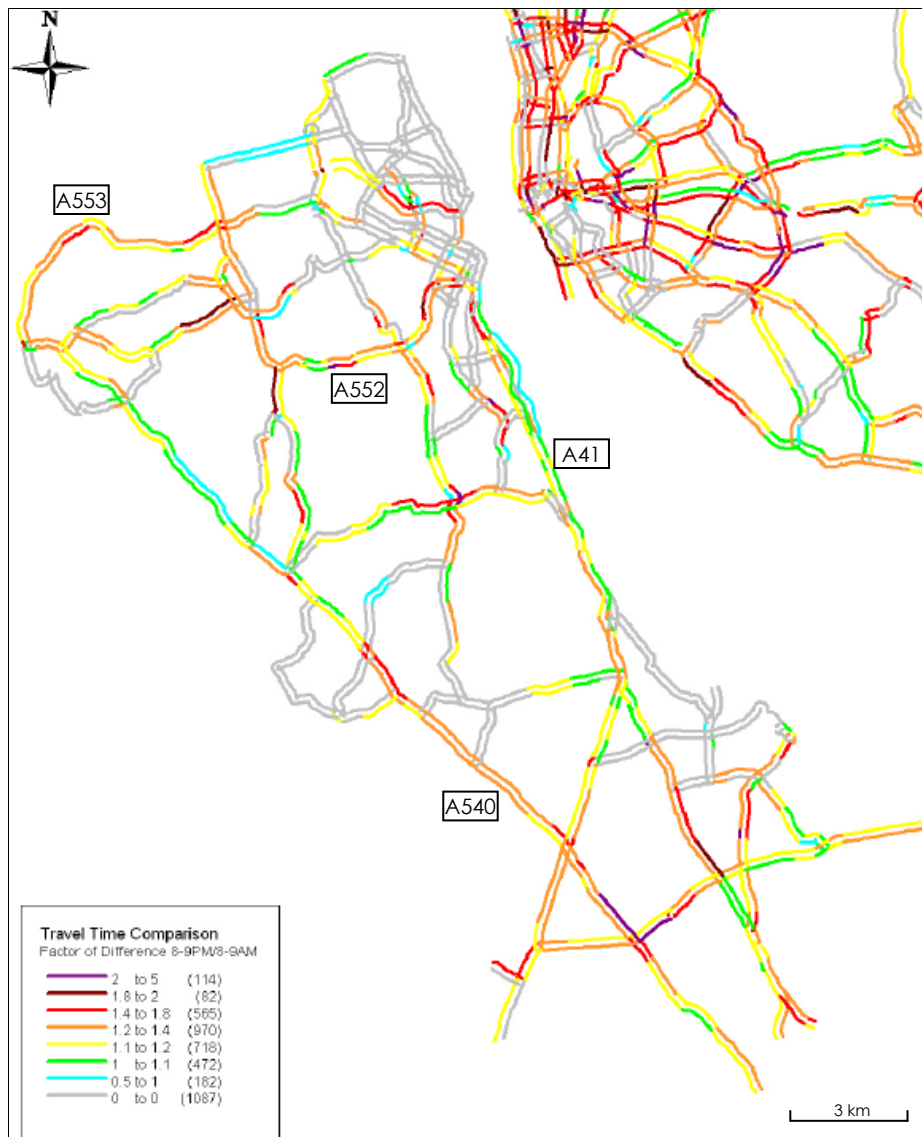 N
A553
A552
A41
A540
Travel Time Comparison
Factor of Difference 8-9PM/8-9AM
2 to 5 (114)
1.8 to 2 (82)
1.4 to 1.8 (565)
1.2 to 1.4 (970)
1.1 to 1.2 (718)
1 to 1.1 (472)
0.5 to 1 (182)
0 to 0 (1087)
3 km